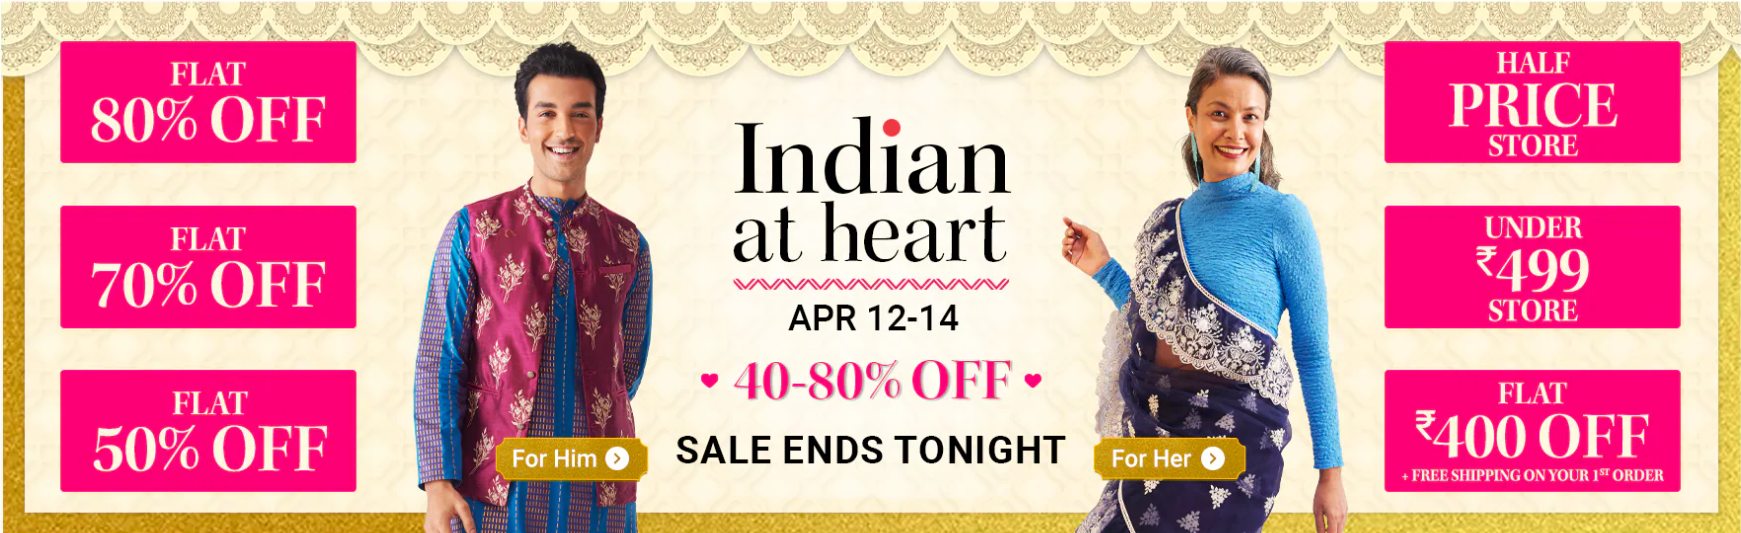 FLAT
80% OFF
FLAT
70% OFF
FLAT
50% OFF
Indian
at heart
APR 12-14
40-80% OFF
SALE ENDS TONIGHT
For Him
For Her
HALF
PRICE
STORE
UNDER
₹499
STORE
FLAT
₹400 OFF
+ FREE SHIPPING ON YOUR 1ST ORDER